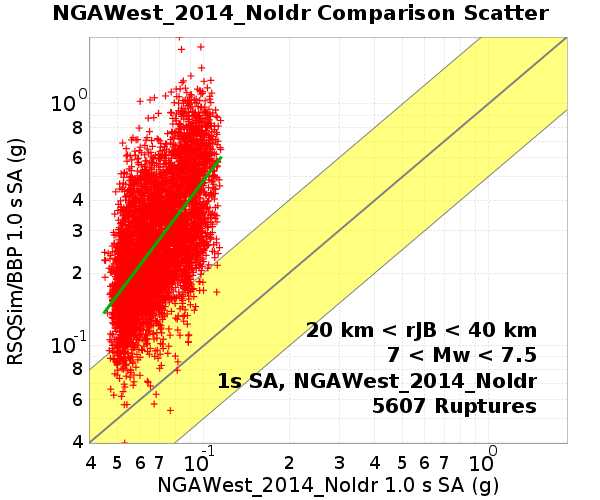 NGAWest_2014_NoIdr Comparison Scatter
RSQSim/BBP 1.0 s SA (g)
10^0
8
6
4
3
2
10^-1
8
6
4
20 km < rJB < 40 km
7 < Mw < 7.5
1s SA, NGAWest_2014_NoIdr
5607 Ruptures
4 5 6 7 10^-1 2 3 4 5 6 7 10^0
NGAWest_2014_NoIdr 1.0 s SA (g)